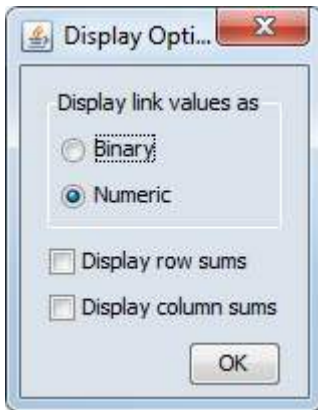 Display Opti...
Display link values as
Binary
Numeric
Display row sums
Display column sums
OK